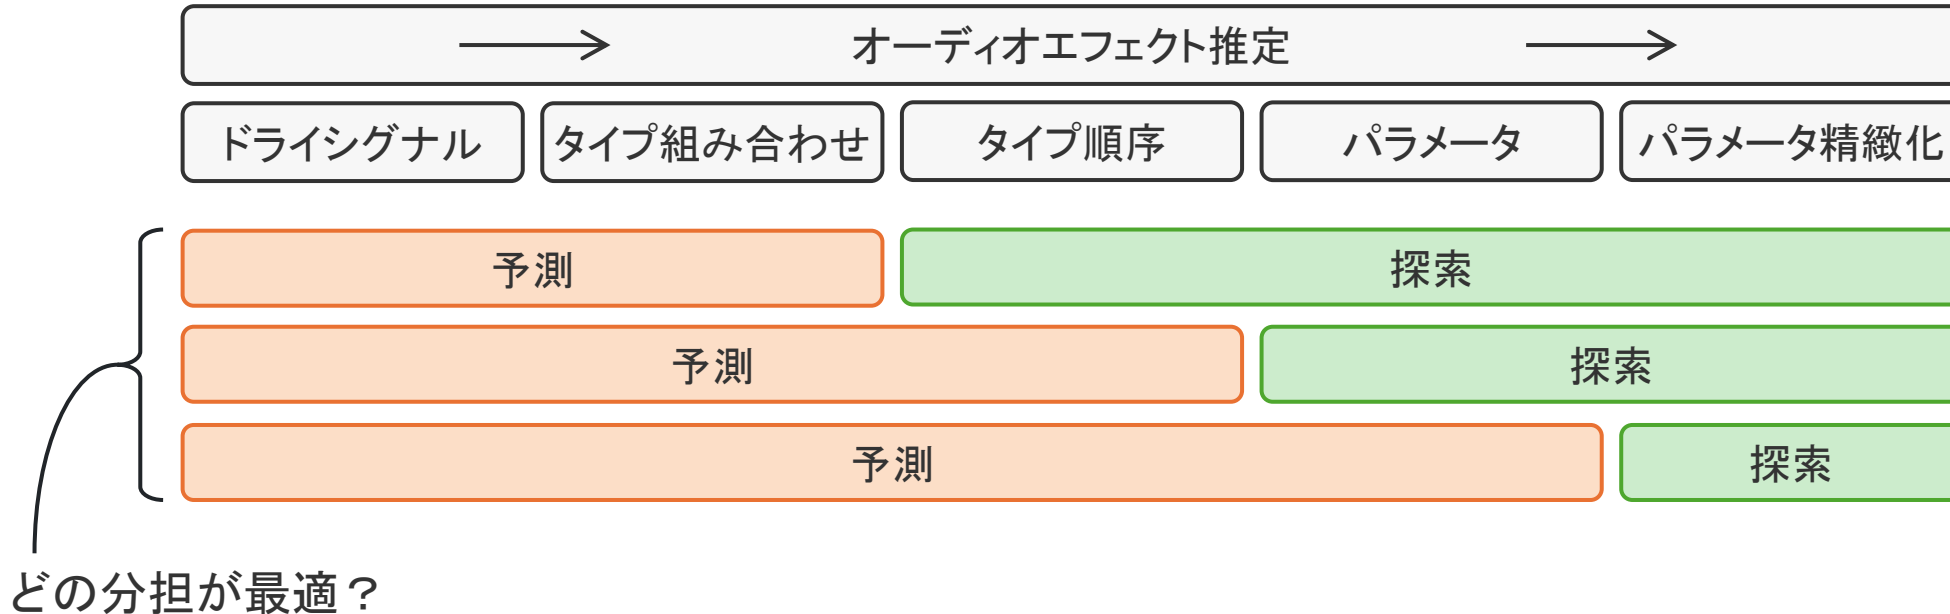 オーディオエフェクト推定
ドライシグナル
タイプ組み合わせ
タイプ順序
パラメータ
パラメータ精緻化
予測
探索
予測
探索
予測
探索
どの分担が最適？